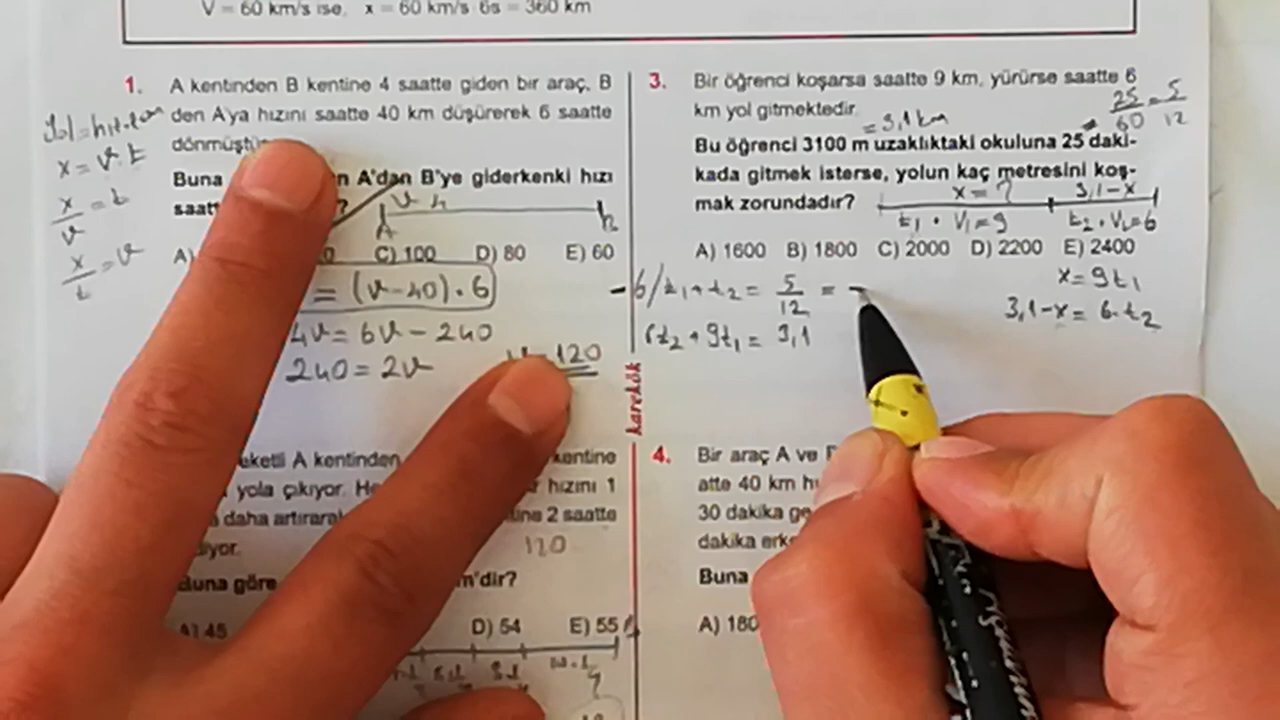 V = 60 km/s ise, x = 60 km/s 6s = 360 km
1. A kentinden B kentine 4 saatte giden bir araç, B
den A'ya hızını saatte 40 km düşürerek 6 saatte
dönmüştü
Buna n A'dan B'ye giderkenki hızı
saat ?
A) C) 100 D) 80 E) 60
x = v.t
x/v = t
x/t = v
v
A
= (v-40).6
4v = 6v - 240
240 = 2v
120
karekök
eketli A kentinden kentine
yola çıkıyor. hızını 1
daha artırara 2 saatte
diyor.
120
Buna göre m'dir?
A) 45 D) 54 E) 55
3. Bir öğrenci koşarsa saatte 9 km, yürürse saatte 6
km yol gitmektedir.
= 3,1 km
25/60 = 5/12
Bu öğrenci 3100 m uzaklıktaki okuluna 25 daki-
kada gitmek isterse, yolun kaç metresini koş-
mak zorundadır?
x = ? 3,1-x
t1 . V1=9 t2 . V2=6
A) 1600 B) 1800 C) 2000 D) 2200 E) 2400
-6/t1+t2 = 5/12 = -
6t2 + 9t1 = 3,1
x = 9t1
3,1-x = 6.t2
4. Bir araç A ve
atte 40 km h
30 dakika ge
dakika erk
Buna
A) 180